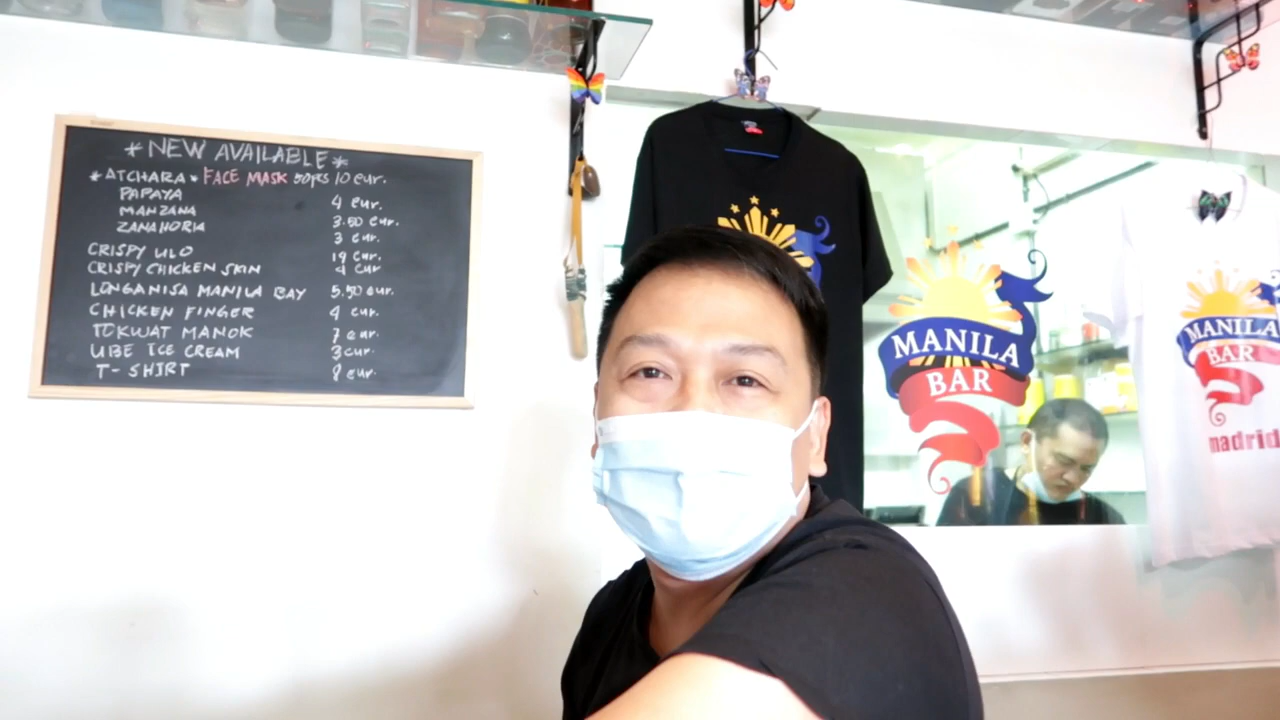 *NEW AVAILABLE*
*ATCHARA* FACE MASK 50pcs 10 eur.
PAPAYA 4 eur.
MANZANA 3.50 eur.
ZANAHORIA 3 eur.
CRISPY ULO 19 eur.
CRISPY CHICKEN SKIN 4 eur
LONGANISA MANILA BAY 5.50 eur.
CHICKEN FINGER 4 eur.
TOKWAT MANOK 7 eur.
UBE ICE CREAM 3 eur.
T-SHIRT 8 eur.
MANILA
BAR
MANILA
BAR
madrid